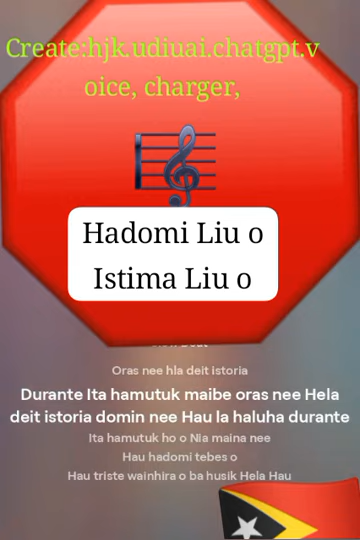 Create:hjk.udiuai.chatgpt.v
oice, charger,
Hadomi Liu o
Istima Liu o
Oras nee hla deit istoria
Durante Ita hamutuk maibe oras nee Hela
deit istoria domin nee Hau la haluha durante
Ita hamutuk ho o Nia maina nee
Hau hadomi tebes o
Hau triste wainhira o ba husik Hela Hau